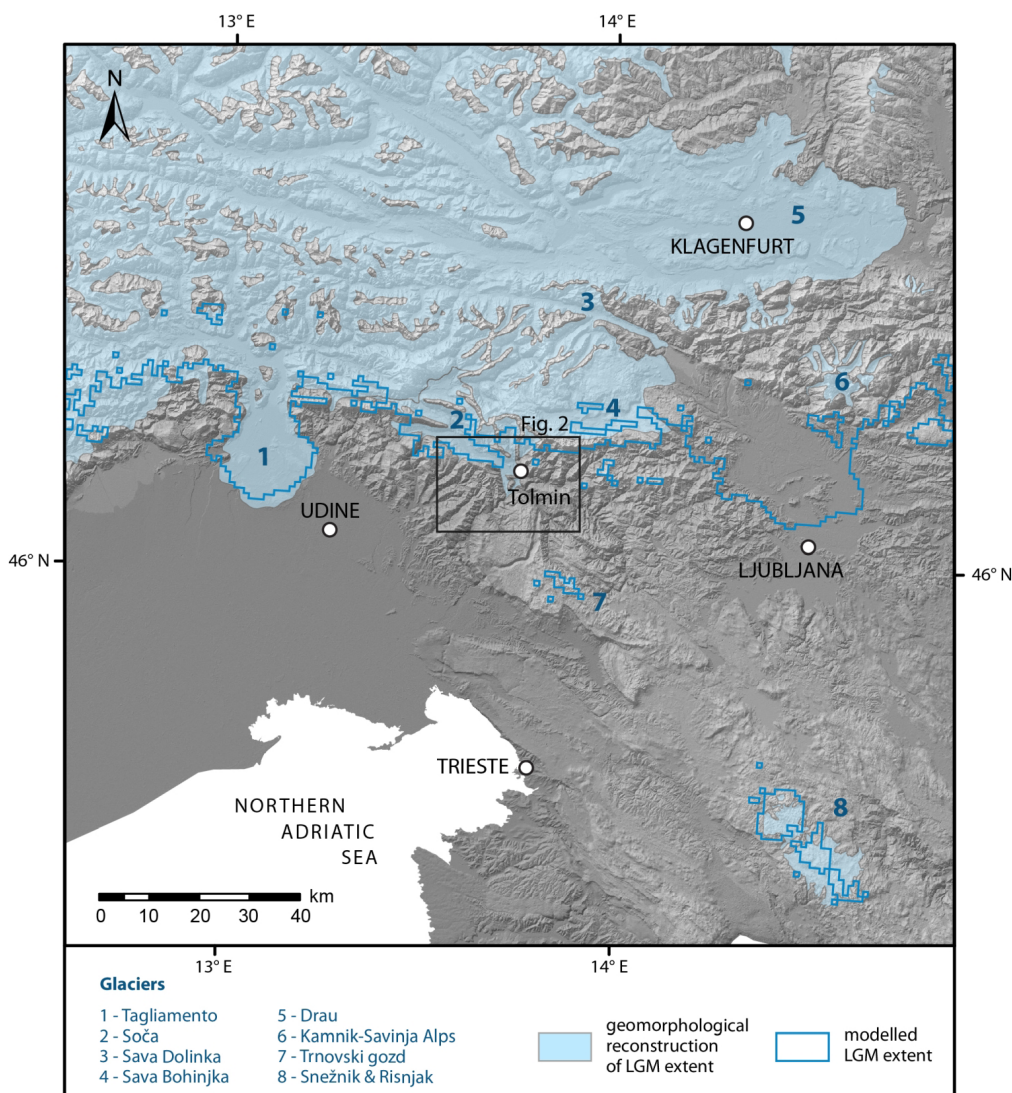 13° E
14° E
N
5
KLAGENFURT
3
6
4
2
Fig. 2
1
Tolmin
UDINE
46° N
LJUBLJANA
46° N
7
TRIESTE
NORTHERN
ADRIATIC
SEA
8
km
0 10 20 30 40
13° E
14° E
Glaciers
1 - Tagliamento
2 - Soča
3 - Sava Dolinka
4 - Sava Bohinjka
5 - Drau
6 - Kamnik-Savinja Alps
7 - Trnovski gozd
8 - Snežnik & Risnjak
geomorphological
reconstruction
of LGM extent
modelled
LGM extent